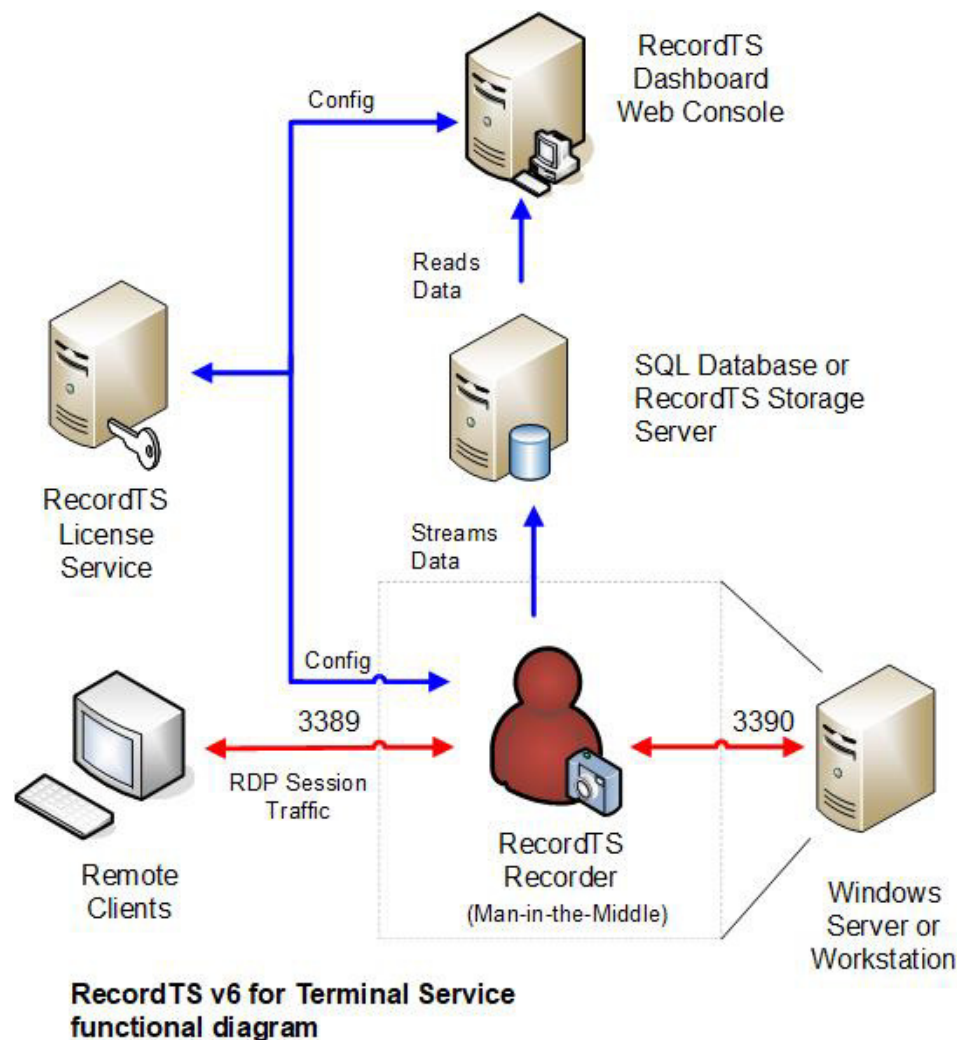 RecordTS
Dashboard
Web Console
Config
Reads
Data
SQL Database or
RecordTS Storage
Server
RecordTS
License
Service
Streams
Data
Config
3389
3390
RDP Session
Traffic
RecordTS
Recorder
(Man-in-the-Middle)
Remote
Clients
Windows
Server or
Workstation
RecordTS v6 for Terminal Service
functional diagram